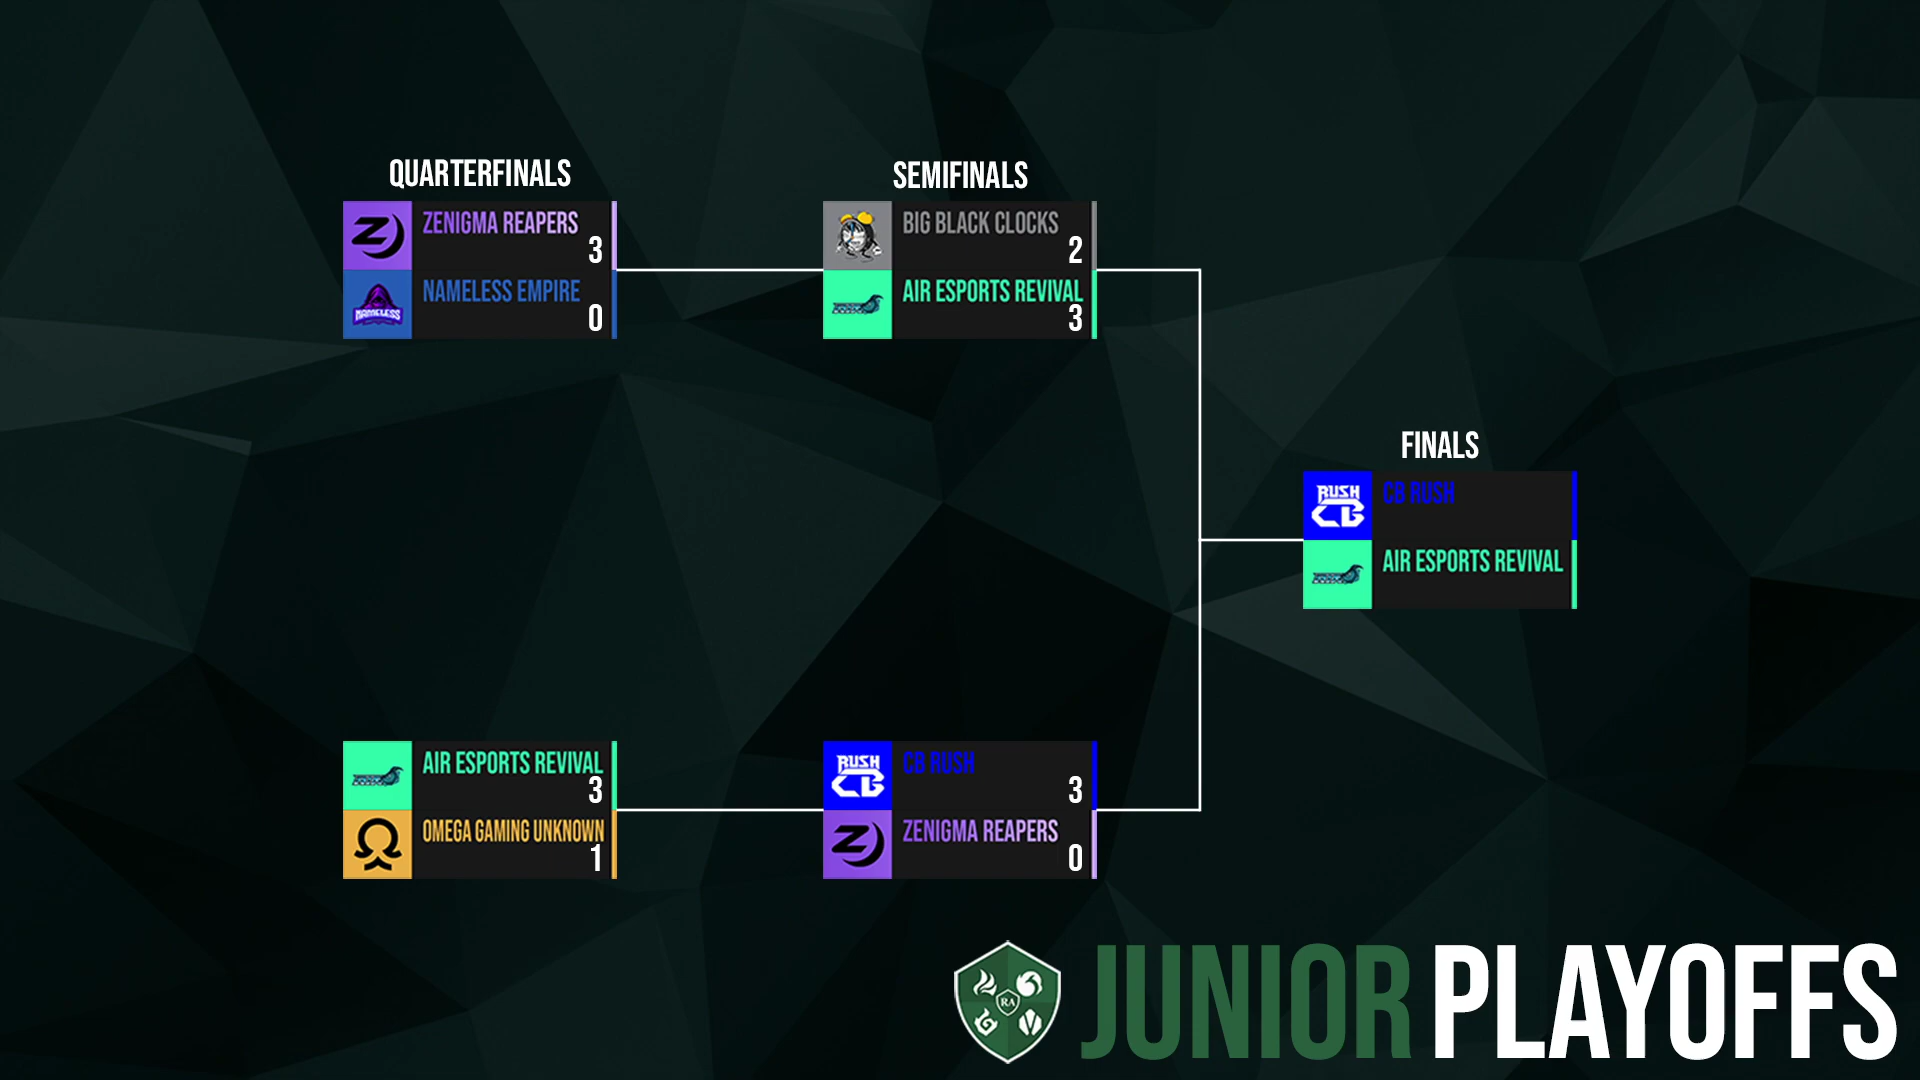 QUARTERFINALS
ZENIGMA REAPERS
3
NAMELESS
NAMELESS EMPIRE
0
SEMIFINALS
BIG BLACK CLOCKS
2
AIR ESPORTS REVIVAL
3
FINALS
RUSH
CB
CB RUSH
AIR ESPORTS REVIVAL
AIR ESPORTS REVIVAL
3
OMEGA GAMING UNKNOWN
1
RUSH
CB
CB RUSH
3
ZENIGMA REAPERS
0
RA
JUNIOR PLAYOFFS